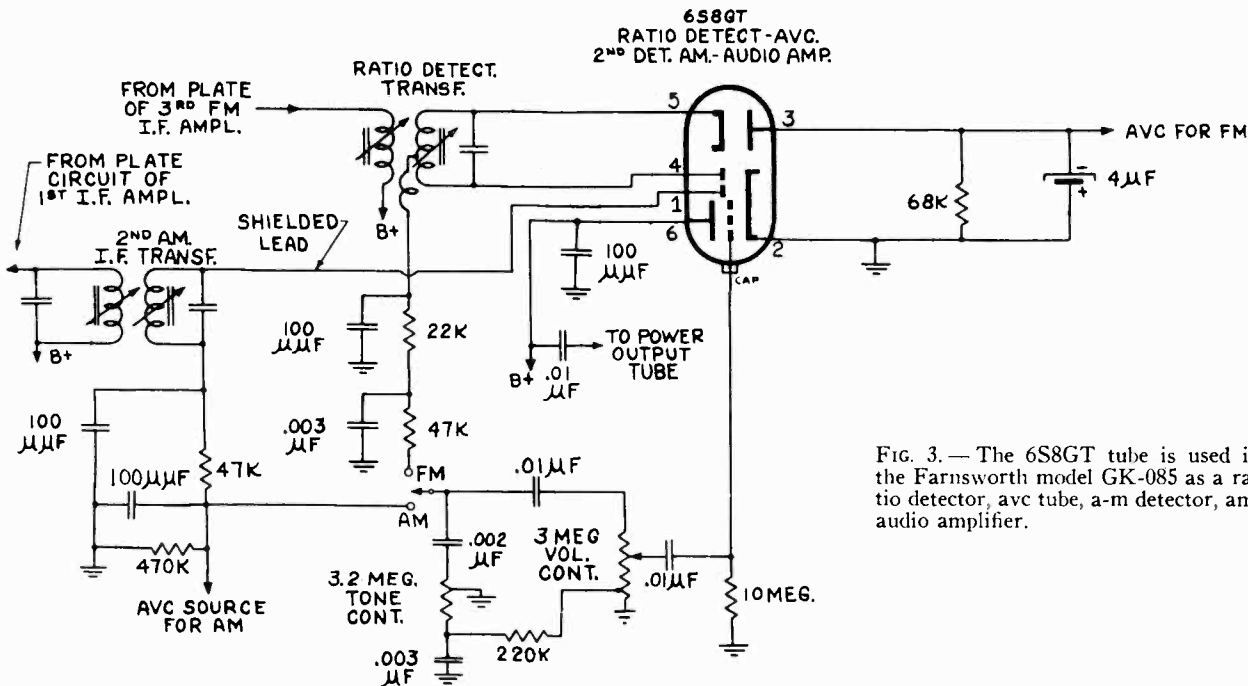 6S8GT
RATIO DETECT-AVC.
2ND DET. AM.-AUDIO AMP.
RATIO DETECT.
TRANSF.
FROM PLATE
OF 3RD FM
I.F. AMPL.
5
3
AVC FOR FM
FROM PLATE
CIRCUIT OF
1ST I.F. AMPL.
4
1
6
2
68K
-
4µF
+
B+
SHIELDED
LEAD
2ND AM.
I.F. TRANSF.
100
µµF
CAP
B+
100
µµF
22K
TO POWER
OUTPUT
TUBE
B+
.01
µF
100
µµF
.003
µF
47K
47K
FM
.01µF
100µµF
AM
.002
µF
3 MEG
VOL.
CONT.
.01µF
470K
3.2 MEG.
TONE
CONT.
10 MEG.
AVC SOURCE
FOR AM
220K
.003
µF
FIG. 3. — The 6S8GT tube is used i
the Farnsworth model GK-085 as a ra
tio detector, avc tube, a-m detector, an
audio amplifier.